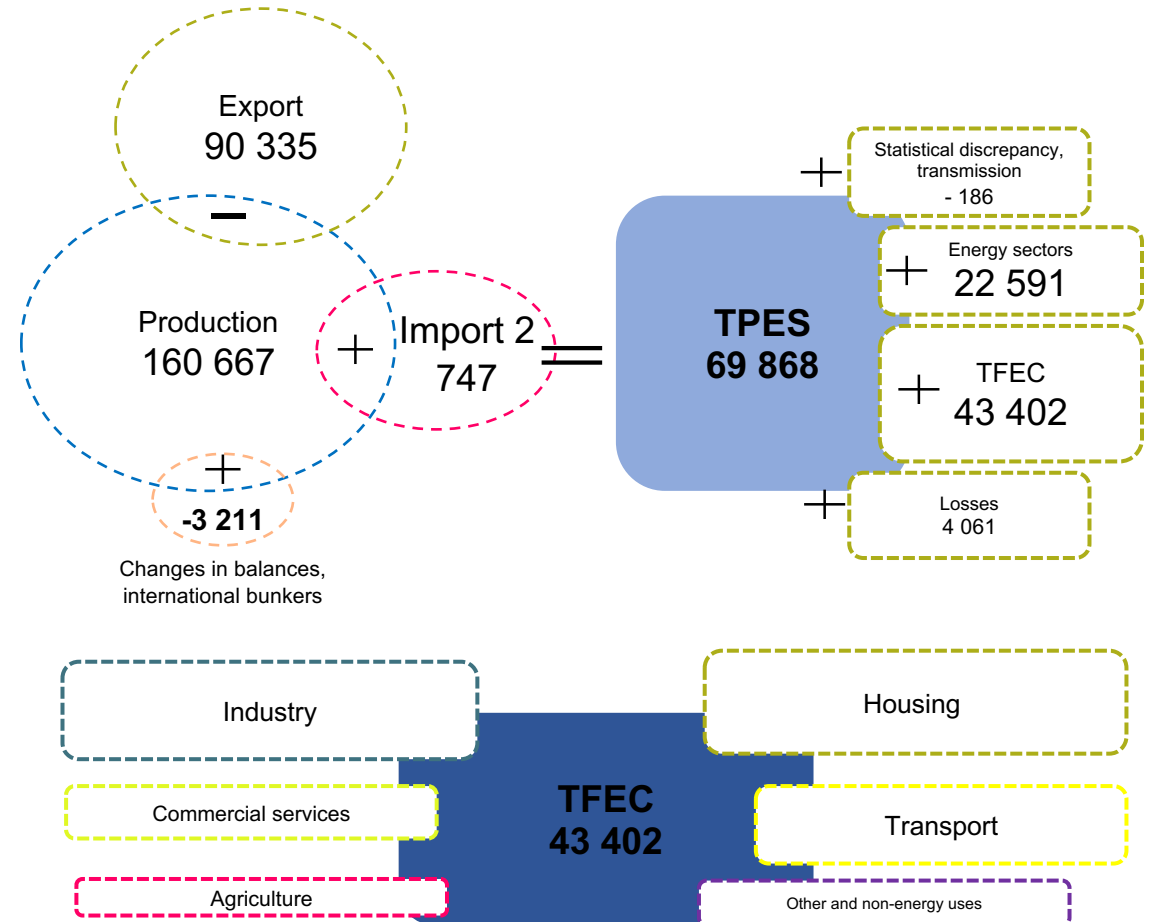 Export
90 335
Production
160 667
Import 2
747
-3 211
Changes in balances,
international bunkers
TPES
69 868
Statistical discrepancy,
transmission
- 186
Energy sectors
22 591
TFEC
43 402
Losses
4 061
Industry
Commercial services
Agriculture
TFEC
43 402
Housing
Transport
Other and non-energy uses